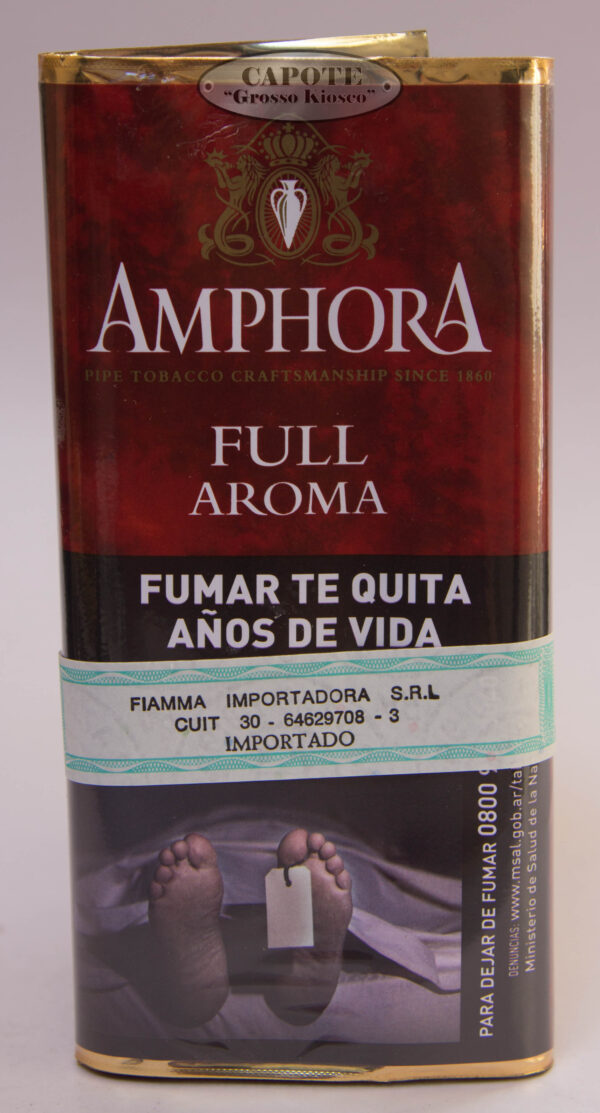 CAPOTE
"Grosso Kiosco"
AMPHORA
PIPE TOBACCO CRAFTSMANSHIP SINCE 1860
FULL
AROMA
FUMAR TE QUITA
AÑOS DE VIDA
FIAMMA IMPORTADORA S.R.L
CUIT 30 - 64629708 - 3
IMPORTADO
PARA DEJAR DE FUMAR 0800
DENUNCIAS: www.msal.gob.ar/ta
Ministerio de Salud de la Na